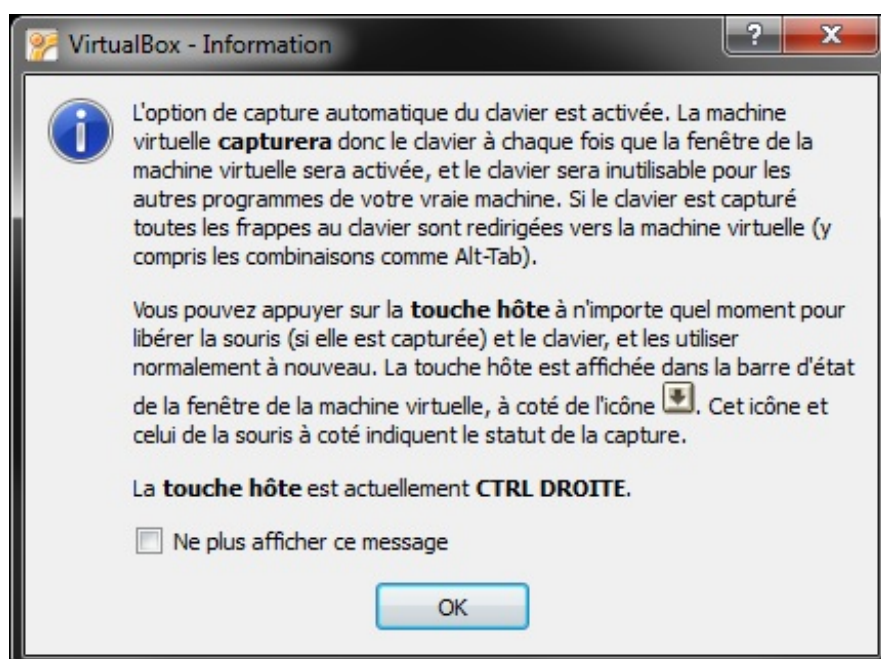 VirtualBox - Information
L'option de capture automatique du clavier est activée. La machine
virtuelle capturera donc le clavier à chaque fois que la fenêtre de la
machine virtuelle sera activée, et le clavier sera inutilisable pour les
autres programmes de votre vraie machine. Si le clavier est capturé
toutes les frappes au clavier sont redirigées vers la machine virtuelle (y
compris les combinaisons comme Alt-Tab).
Vous pouvez appuyer sur la touche hôte à n'importe quel moment pour
libérer la souris (si elle est capturée) et le clavier, et les utiliser
normalement à nouveau. La touche hôte est affichée dans la barre d'état
de la fenêtre de la machine virtuelle, à coté de l'icône . Cet icône et
celui de la souris à coté indiquent le statut de la capture.
La touche hôte est actuellement CTRL DROITE.
Ne plus afficher ce message
OK